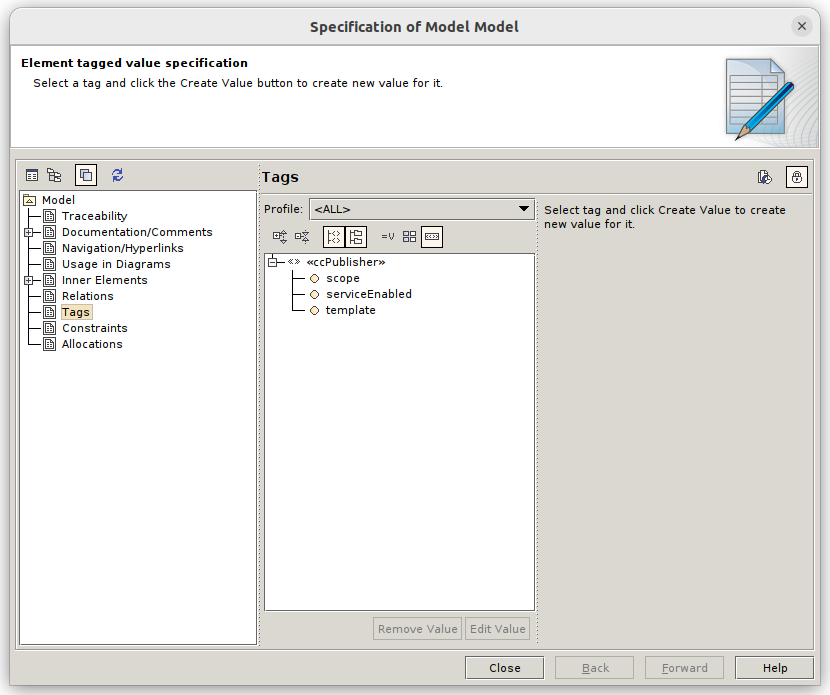 Specification of Model Model
Element tagged value specification
Select a tag and click the Create Value button to create new value for it.
Model
Traceability
Documentation/Comments
Navigation/Hyperlinks
Usage in Diagrams
Inner Elements
Relations
Tags
Constraints
Allocations
Tags
Profile: <ALL>
=V
«» «ccPublisher»
scope
serviceEnabled
template
Select tag and click Create Value to create
new value for it.
Remove Value Edit Value
Close Back Forward Help